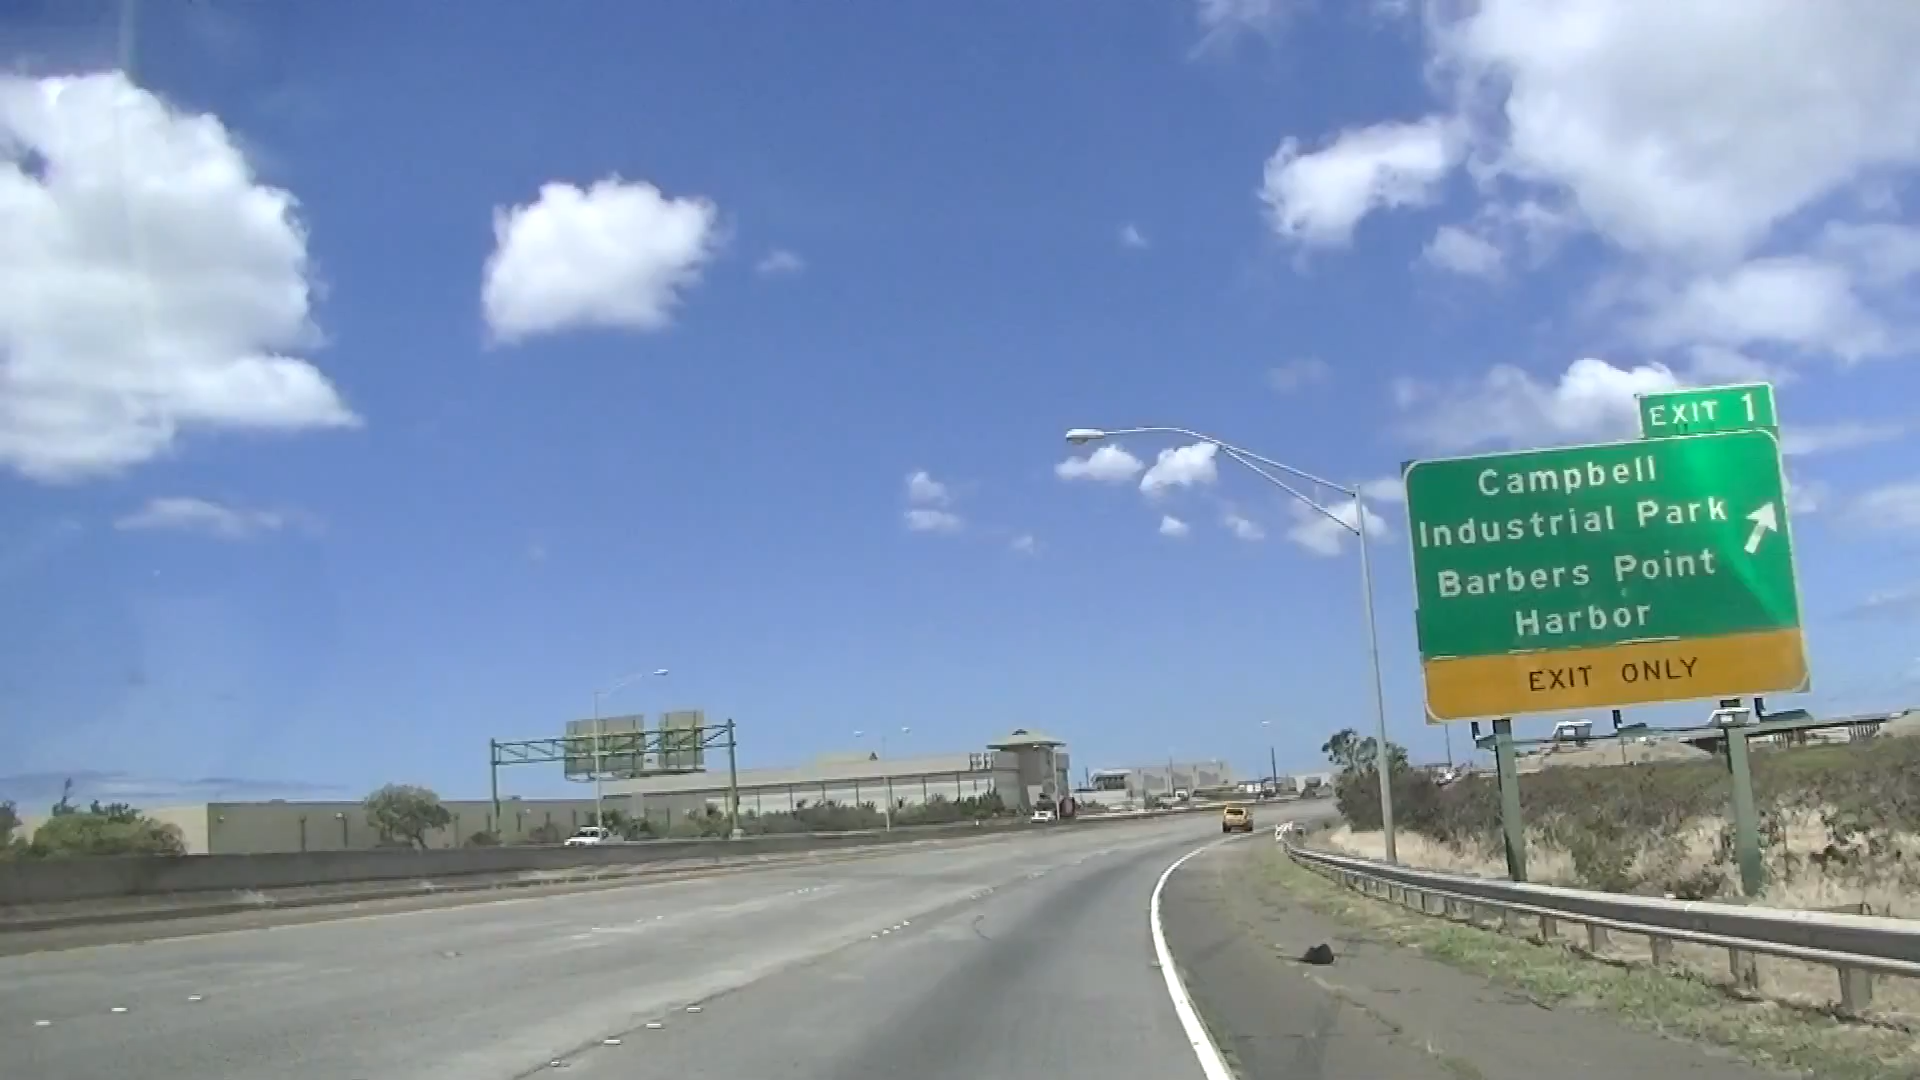 EXIT 1
Campbell
Industrial Park
Barbers Point
Harbor
EXIT ONLY